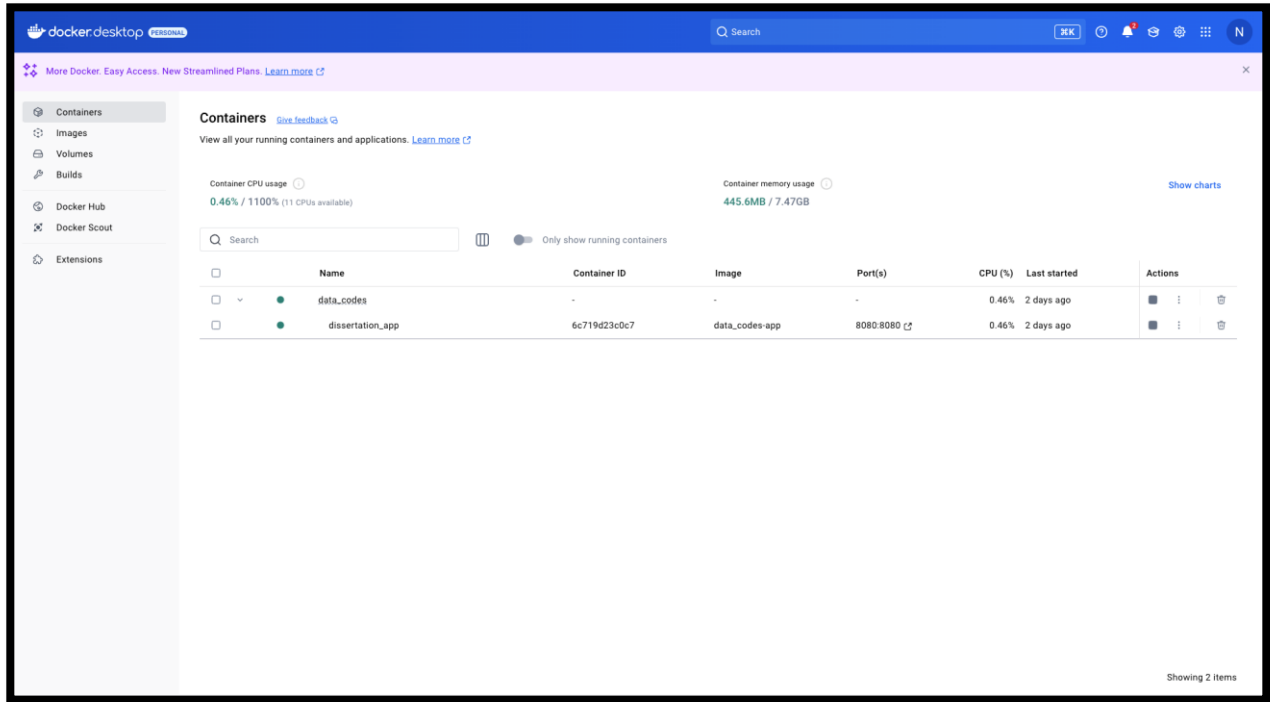 docker.desktop PERSONAL Search ⌘K 2 N
More Docker. Easy Access. New Streamlined Plans. Learn more
Containers
Images
Volumes
Builds
Docker Hub
Docker Scout
Extensions
Containers Give feedback
View all your running containers and applications. Learn more
Container CPU usage
0.46% / 1100% (11 CPUs available)
Container memory usage
445.6MB / 7.47GB
Show charts
Search
Only show running containers
Name Container ID Image Port(s) CPU (%) Last started Actions
data_codes - - - 0.46% 2 days ago
dissertation_app 6c719d23c0c7 data_codes-app 8080:8080 0.46% 2 days ago
Showing 2 items